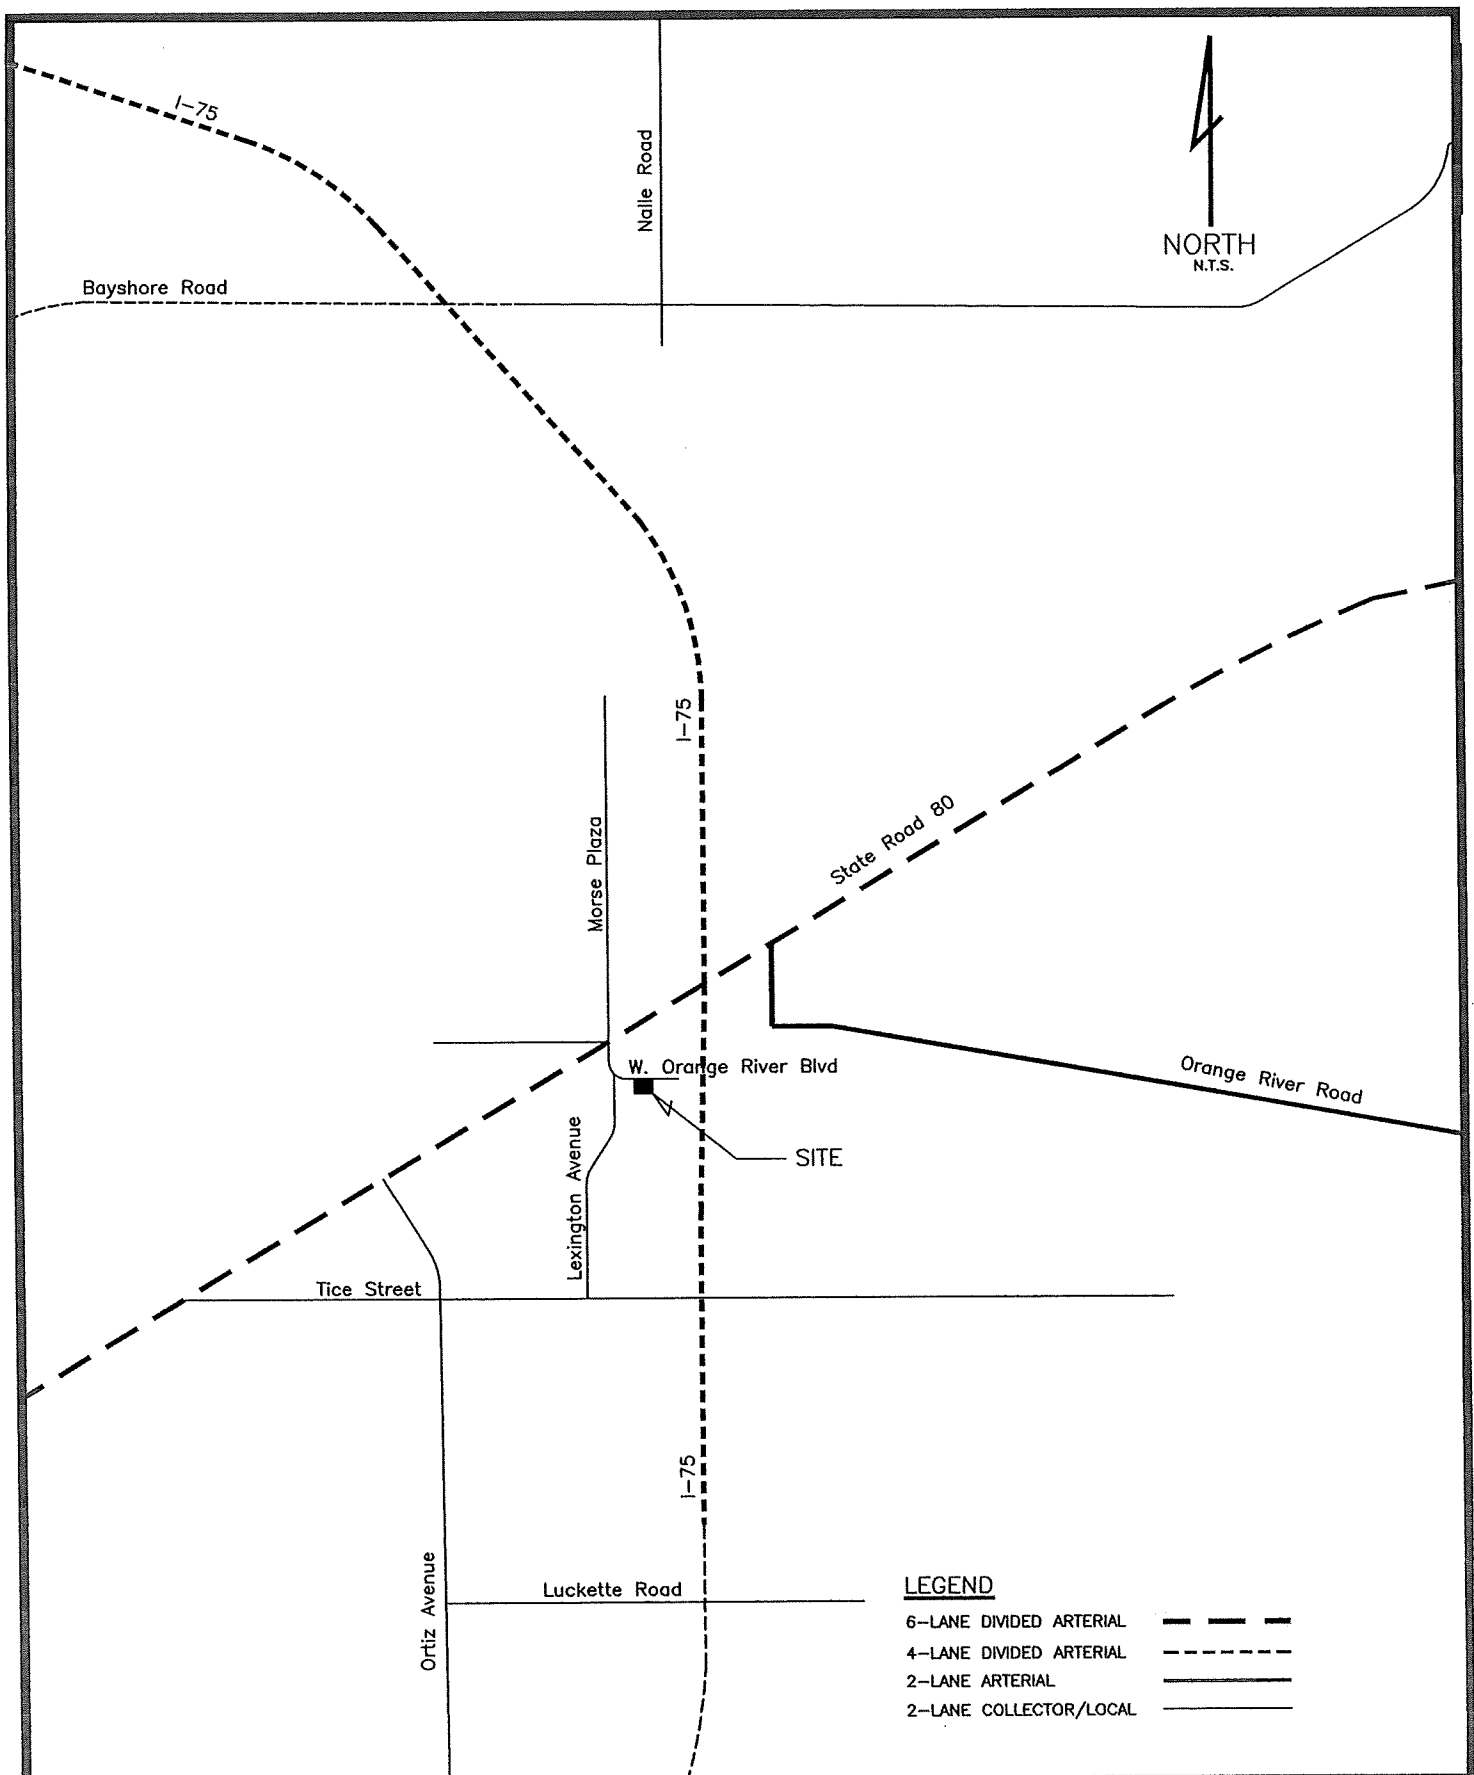 I-75
Nalle Road
NORTH
N.T.S.
Bayshore Road
I-75
State Road 80
Morse Plaza
W. Orange River Blvd
Orange River Road
SITE
Lexington Avenue
Tice Street
I-75
Ortiz Avenue
Luckette Road
LEGEND
6-LANE DIVIDED ARTERIAL
4-LANE DIVIDED ARTERIAL
2-LANE ARTERIAL
2-LANE COLLECTOR/LOCAL